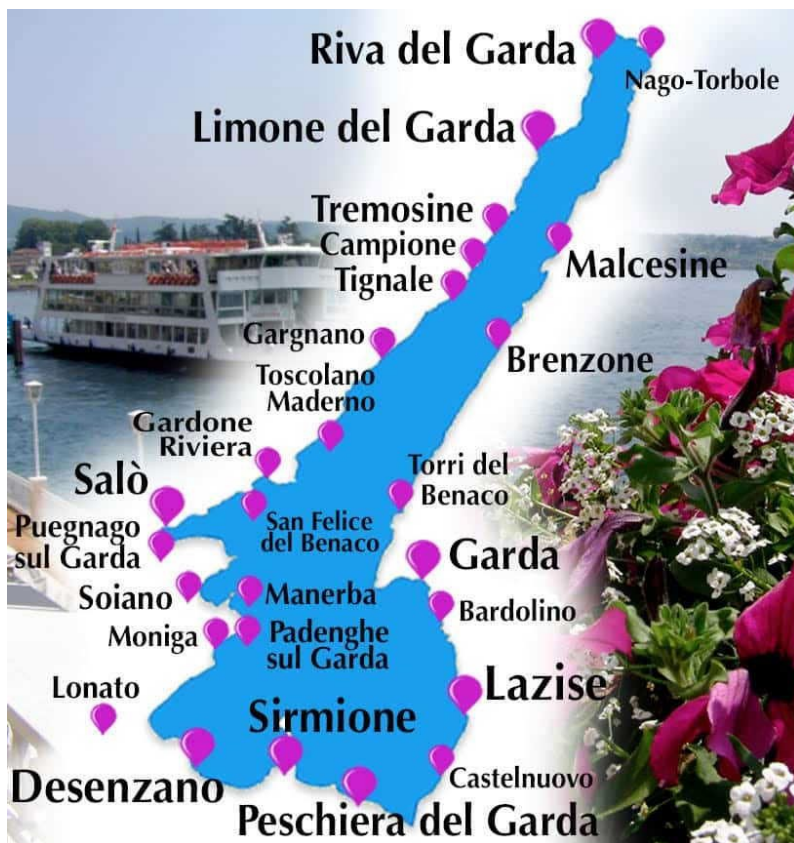 Riva del Garda
Nago-Torbole
Limone del Garda
Tremosine
Campione
Malcesine
Tignale
Gargnano
Brenzone
Toscolano
Maderno
Gardone
Riviera
Torri del
Benaco
Salò
San Felice
del Benaco
Puegnago
sul Garda
Garda
Soiano
Manerba
Bardolino
Moniga
Padenghe
sul Garda
Lonato
Lazise
Sirmione
Desenzano
Castelnuovo
Peschiera del Garda